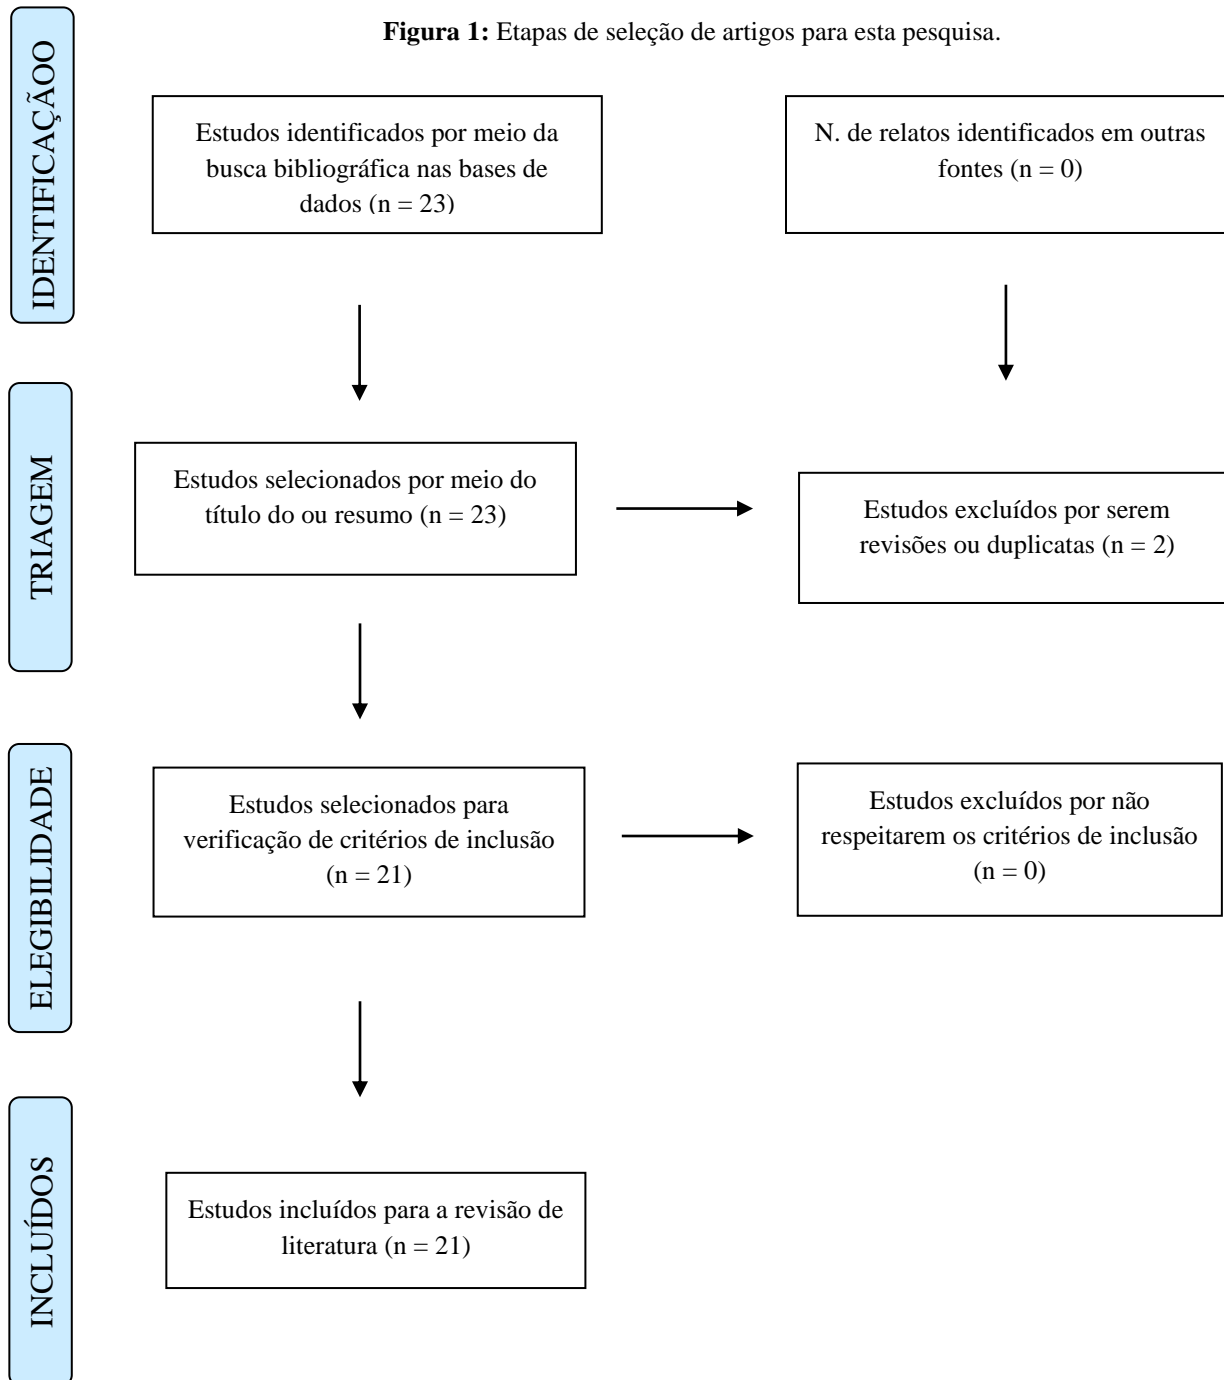 Figura 1: Etapas de seleção de artigos para esta pesquisa.
IDENTIFICAÇÃOO
Estudos identificados por meio da
busca bibliográfica nas bases de
dados (n = 23)
N. de relatos identificados em outras
fontes (n = 0)
TRIAGEM
Estudos selecionados por meio do
título do ou resumo (n = 23)
Estudos excluídos por serem
revisões ou duplicatas (n = 2)
ELEGIBILIDADE
Estudos selecionados para
verificação de critérios de inclusão
(n = 21)
Estudos excluídos por não
respeitarem os critérios de inclusão
(n = 0)
INCLUÍDOS
Estudos incluídos para a revisão de
literatura (n = 21)